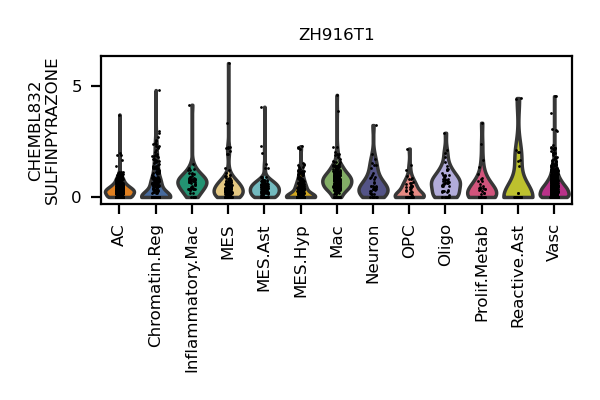 ZH916T1
CHEMBL832
SULFINPYRAZONE
5
0
AC
Chromatin.Reg
Inflammatory.Mac
MES
MES.Ast
MES.Hyp
Mac
Neuron
OPC
Oligo
Prolif.Metab
Reactive.Ast
Vasc